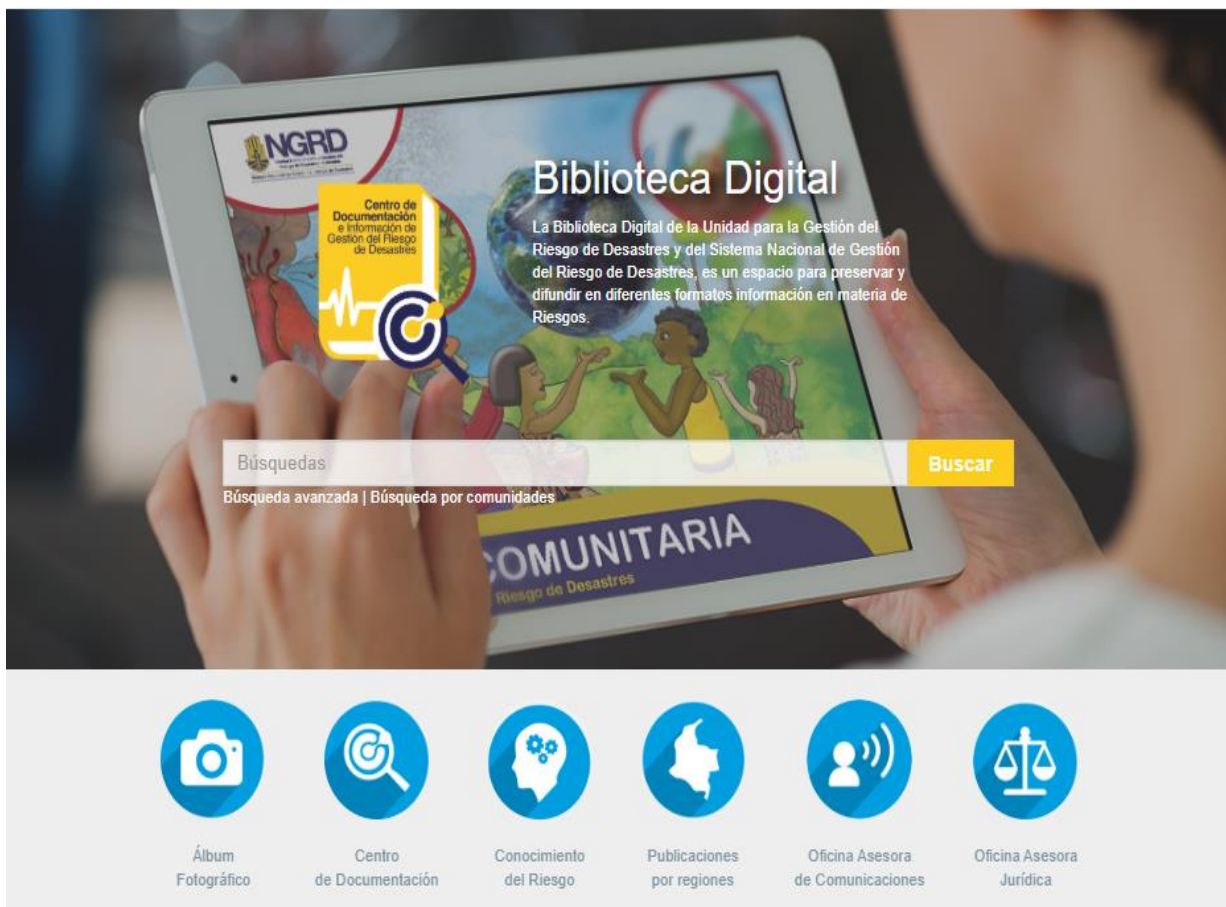 NGRD
Biblioteca Digital
Centro de
Documentación
e Información de
Gestión del Riesgo
de Desastres
La Biblioteca Digital de la Unidad para la Gestión del
Riesgo de Desastres y del Sistema Nacional de Gestión
del Riesgo de Desastres, es un espacio para preservar y
difundir en diferentes formatos información en materia de
Riesgos.
Búsquedas
Buscar
Búsqueda avanzada | Búsqueda por comunidades
COMUNITARIA
Riesgo de Desastres
Álbum
Fotográfico
Centro
de Documentación
Conocimiento
del Riesgo
Publicaciones
por regiones
Oficina Asesora
de Comunicaciones
Oficina Asesora
Jurídica